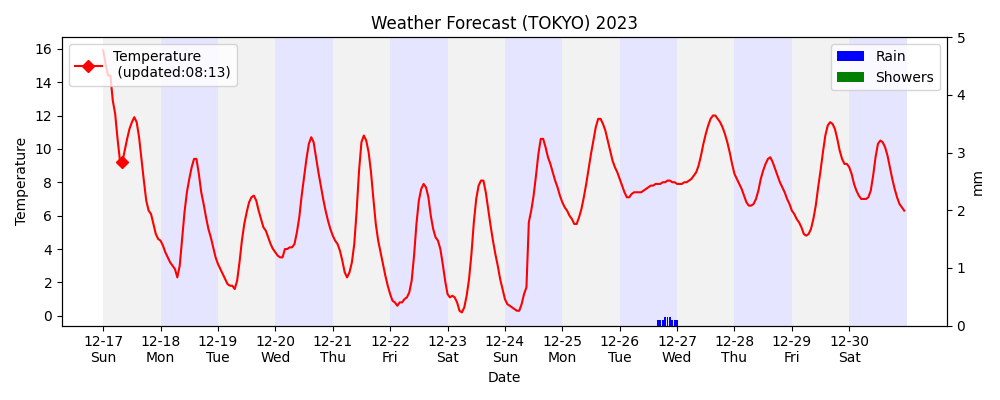 Weather Forecast (TOKYO) 2023
Temperature
(updated:08:13)
Rain
Showers
Temperature
16
14
12
10
8
6
4
2
0
5
4
3
2
1
0
mm
12-17 12-18 12-19 12-20 12-21 12-22 12-23 12-24 12-25 12-26 12-27 12-28 12-29 12-30
Sun Mon Tue Wed Thu Fri Sat Sun Mon Tue Wed Thu Fri Sat
Date